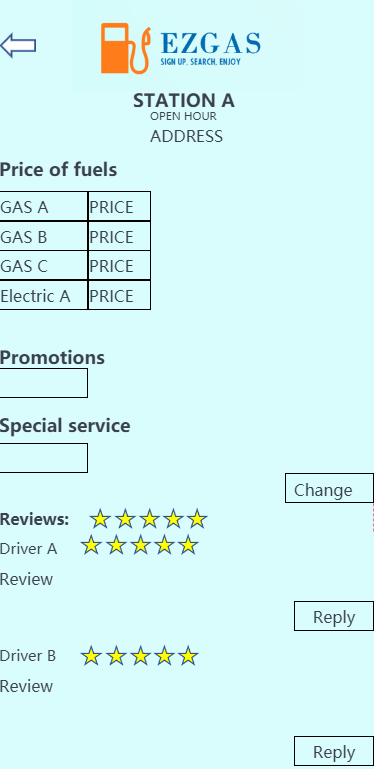 EZGAS
SIGN UP. SEARCH. ENJOY
STATION A
OPEN HOUR
ADDRESS
Price of fuels
GAS A PRICE
GAS B PRICE
GAS C PRICE
Electric A PRICE
Promotions
Special service
Change
Reviews:
Driver A
Review
Reply
Driver B
Review
Reply